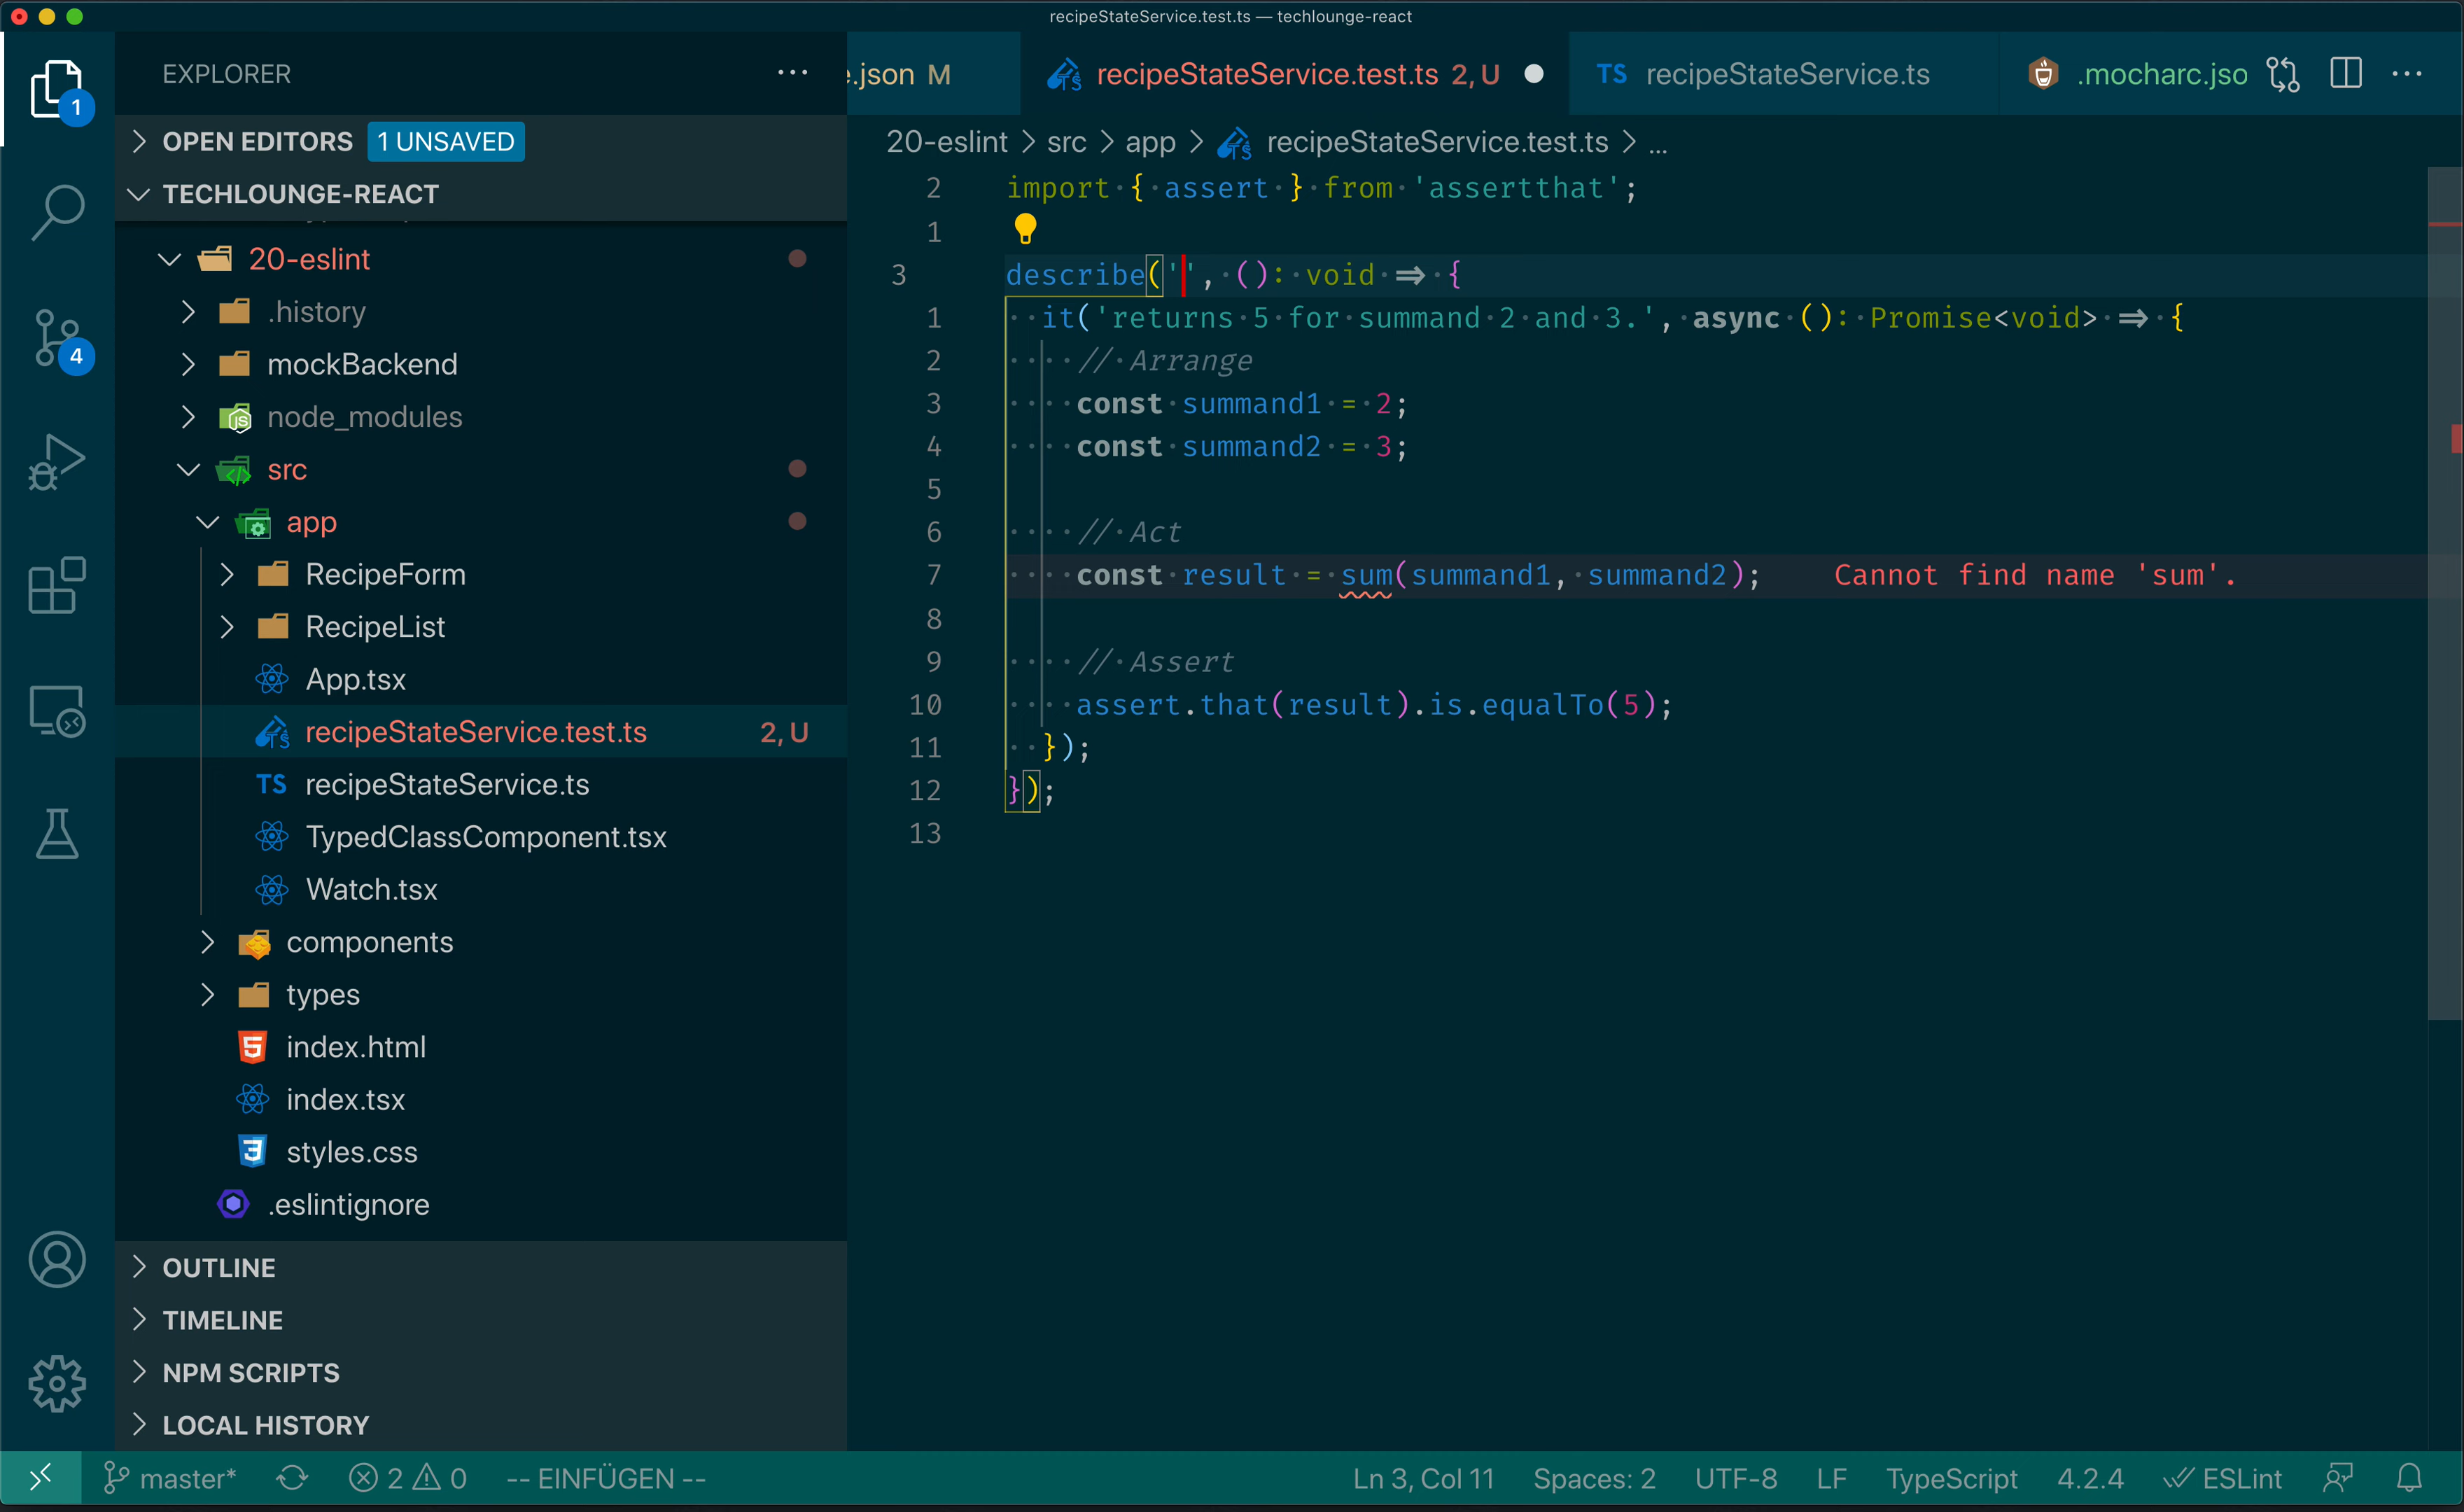 recipeStateService.test.ts — techlounge-react
EXPLORER
OPEN EDITORS 1 UNSAVED
TECHLOUNGE-REACT
20-eslint
.history
mockBackend
node_modules
src
app
RecipeForm
RecipeList
App.tsx
recipeStateService.test.ts 2, U
TS recipeStateService.ts
TypedClassComponent.tsx
Watch.tsx
components
types
index.html
index.tsx
styles.css
.eslintignore
OUTLINE
TIMELINE
NPM SCRIPTS
LOCAL HISTORY
1
4
e.json M
recipeStateService.test.ts 2, U
TS recipeStateService.ts
.mocharc.jso
20-eslint > src > app > recipeStateService.test.ts > ...
2 import { assert } from 'assertthat';
1
3 describe('', (): void => {
1 it('returns 5 for summand 2 and 3.', async (): Promise<void> => {
2 // Arrange
3 const summand1 = 2;
4 const summand2 = 3;
5
6 // Act
7 const result = sum(summand1, summand2); Cannot find name 'sum'.
8
9 // Assert
10 assert.that(result).is.equalTo(5);
11 });
12 });
13
master* 2 0 -- EINFÜGEN -- Ln 3, Col 11 Spaces: 2 UTF-8 LF TypeScript 4.2.4 ESLint